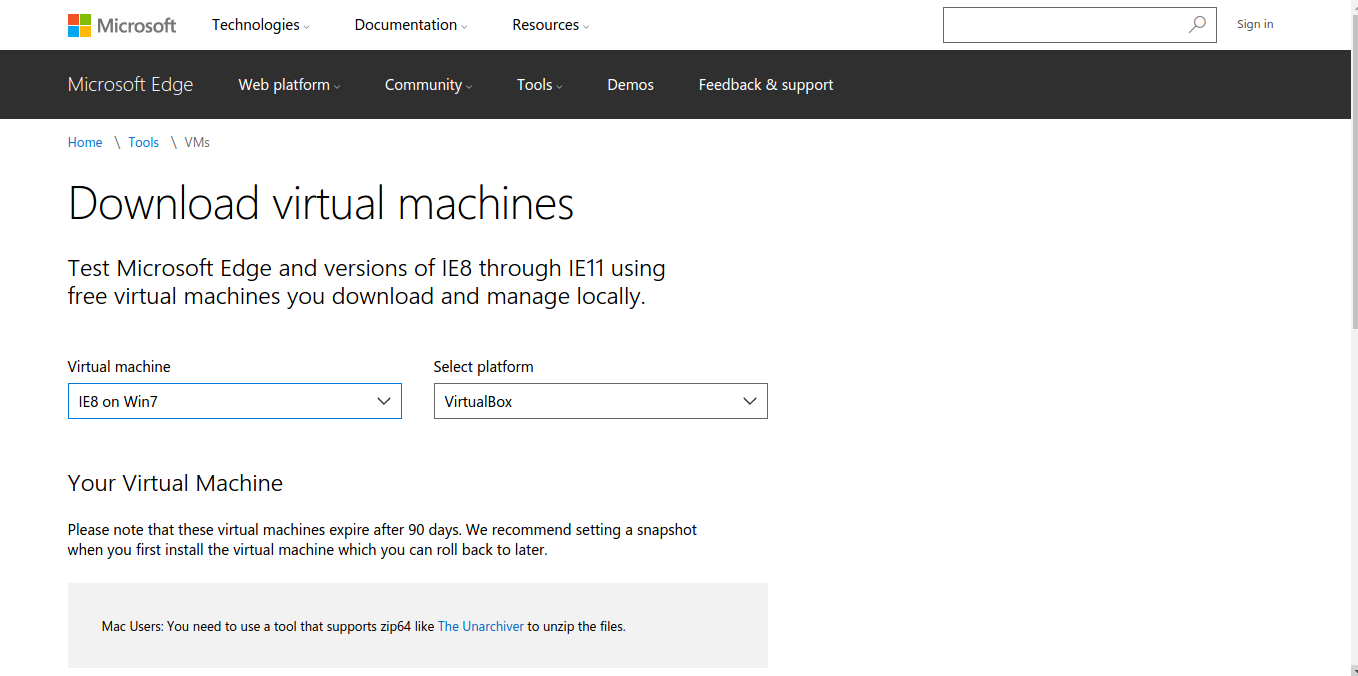 Microsoft Technologies Documentation Resources Sign in
Microsoft Edge Web platform Community Tools Demos Feedback & support
Home \ Tools \ VMs
Download virtual machines
Test Microsoft Edge and versions of IE8 through IE11 using
free virtual machines you download and manage locally.
Virtual machine Select platform
IE8 on Win7 VirtualBox
Your Virtual Machine
Please note that these virtual machines expire after 90 days. We recommend setting a snapshot
when you first install the virtual machine which you can roll back to later.
Mac Users: You need to use a tool that supports zip64 like The Unarchiver to unzip the files.